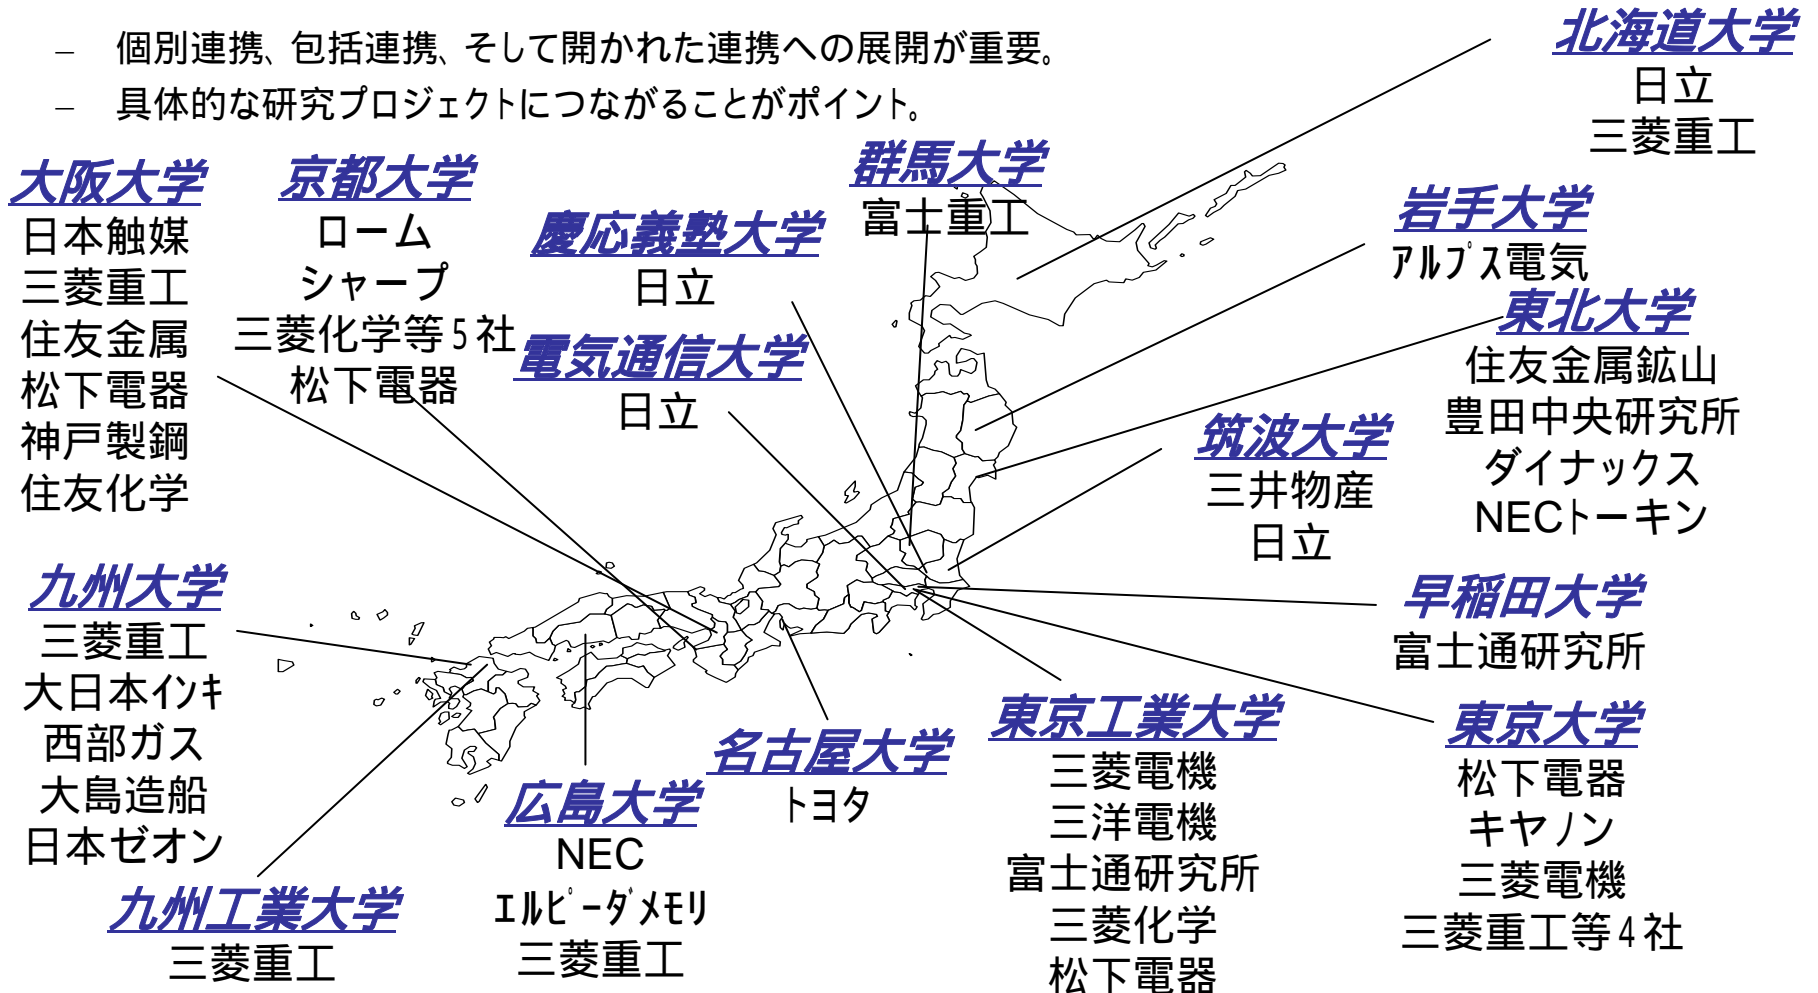 – 個別連携、包括連携、そして開かれた連携への展開が重要。
– 具体的な研究プロジェクトにつながることがポイント。
北海道大学
日立
三菱重工
大阪大学
日本触媒
三菱重工
住友金属
松下電器
神戸製鋼
住友化学
京都大学
ローム
シャープ
三菱化学等5社
松下電器
慶応義塾大学
日立
電気通信大学
日立
群馬大学
富士重工
岩手大学
アルプス電気
東北大学
住友金属鉱山
豊田中央研究所
ダイナックス
NECトーキン
筑波大学
三井物産
日立
早稲田大学
富士通研究所
九州大学
三菱重工
大日本インキ
西部ガス
大島造船
日本ゼオン
九州工業大学
三菱重工
広島大学
NEC
エルピーダメモリ
三菱重工
名古屋大学
トヨタ
東京工業大学
三菱電機
三洋電機
富士通研究所
三菱化学
松下電器
東京大学
松下電器
キヤノン
三菱電機
三菱重工等4社